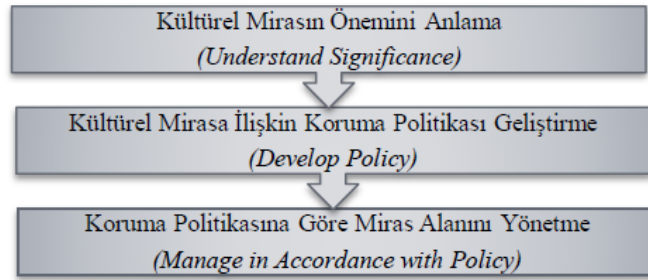 Kültürel Mirasın Önemini Anlama
(Understand Significance)
Kültürel Mirasa İlişkin Koruma Politikası Geliştirme
(Develop Policy)
Koruma Politikasına Göre Miras Alanını Yönetme
(Manage in Accordance with Policy)